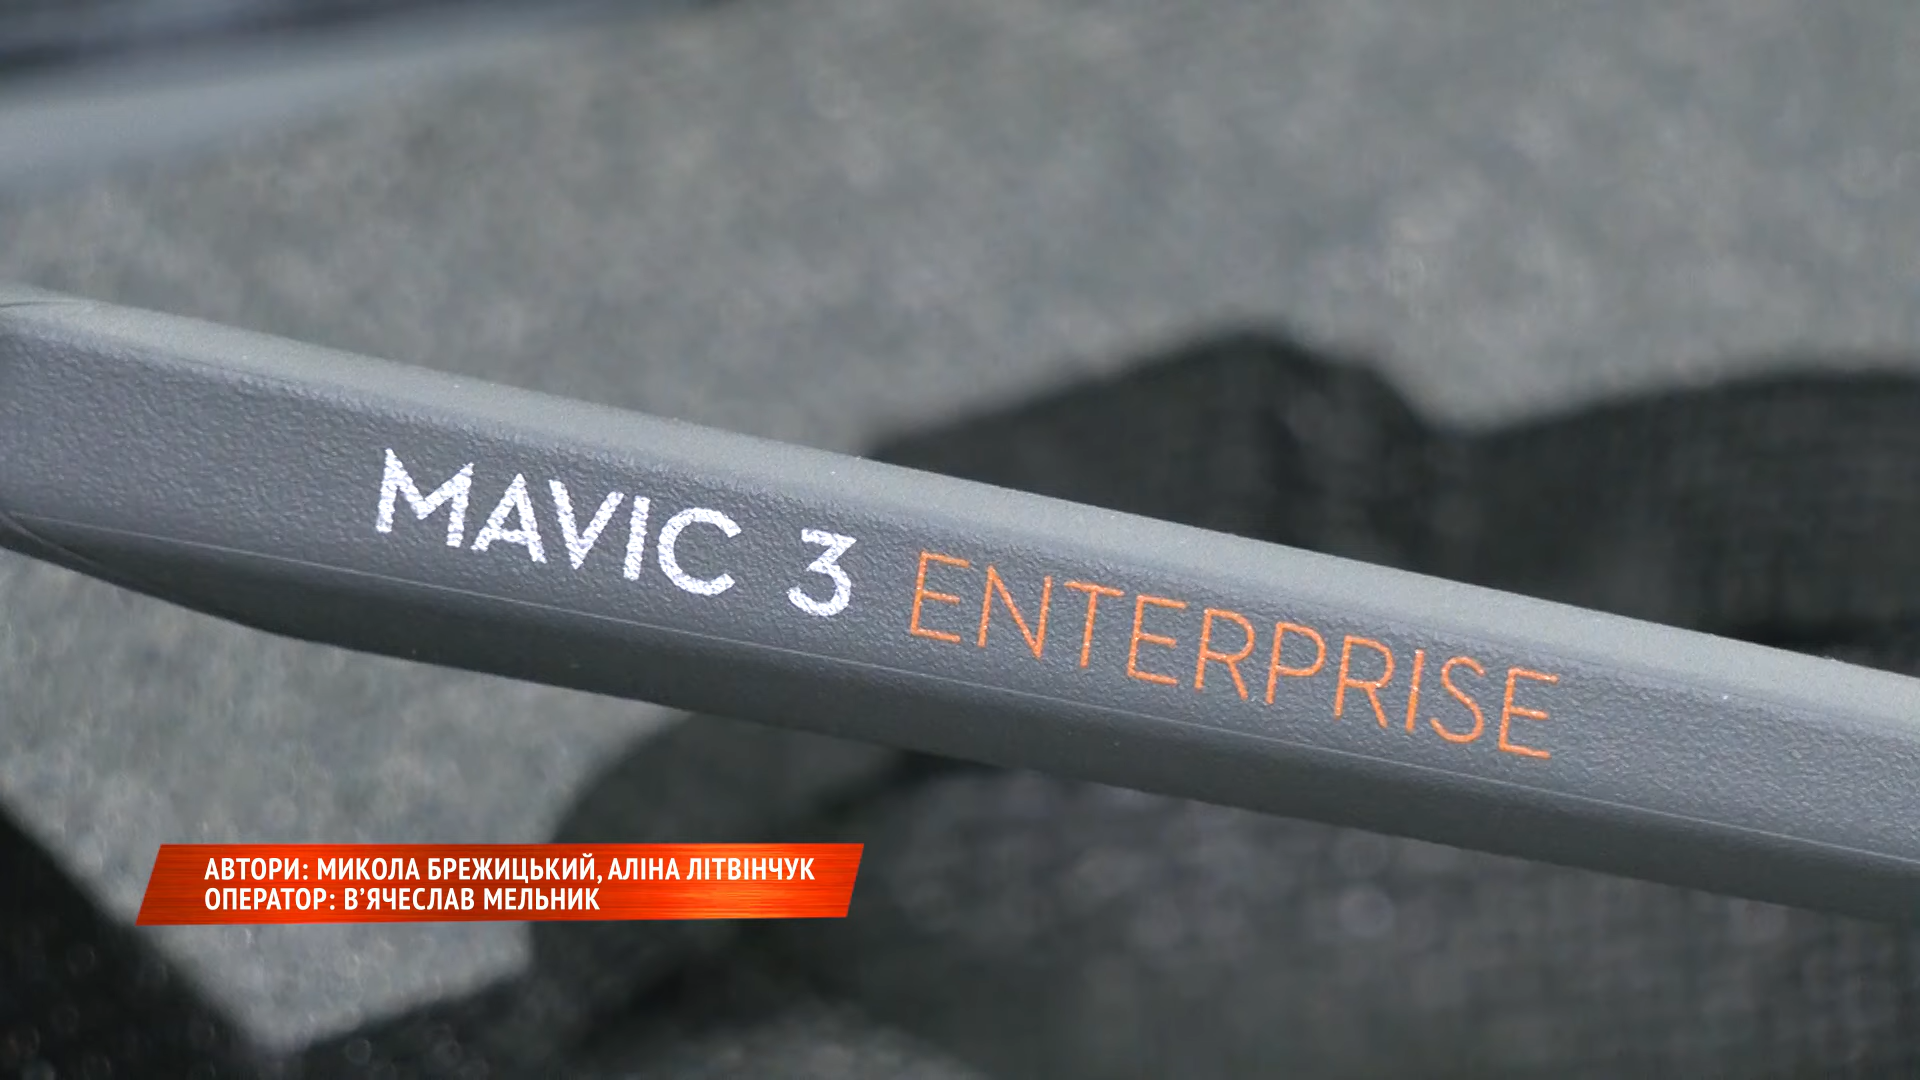 MAVIC 3 ENTERPRISE
АВТОРИ: МИКОЛА БРЕЖИЦЬКИЙ, АЛІНА ЛІТВІНЧУК
ОПЕРАТОР: В’ЯЧЕСЛАВ МЕЛЬНИК